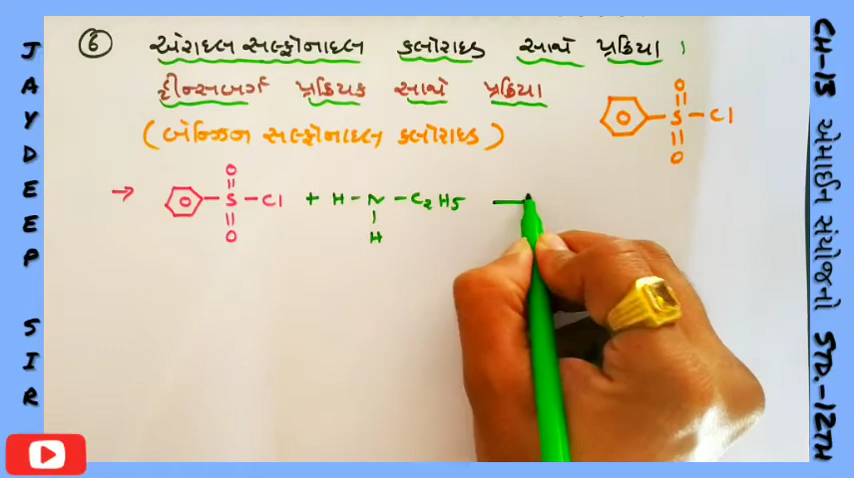 JAYDEEP SIR
⑥ એરાઇલ સલ્ફોનાઇલ ક્લોરાઇડ સાથે પ્રક્રિયા ।
હીન્સબર્ગ પ્રક્રિયક સાથે પ્રક્રિયા
(બેન્ઝિન સલ્ફોનાઇલ ક્લોરાઇડ)
O
S - Cl
O
O
→ S - Cl + H - N - C₂H5
O H
CH-13 એમાઇન સંયોજનો STD.-12TH